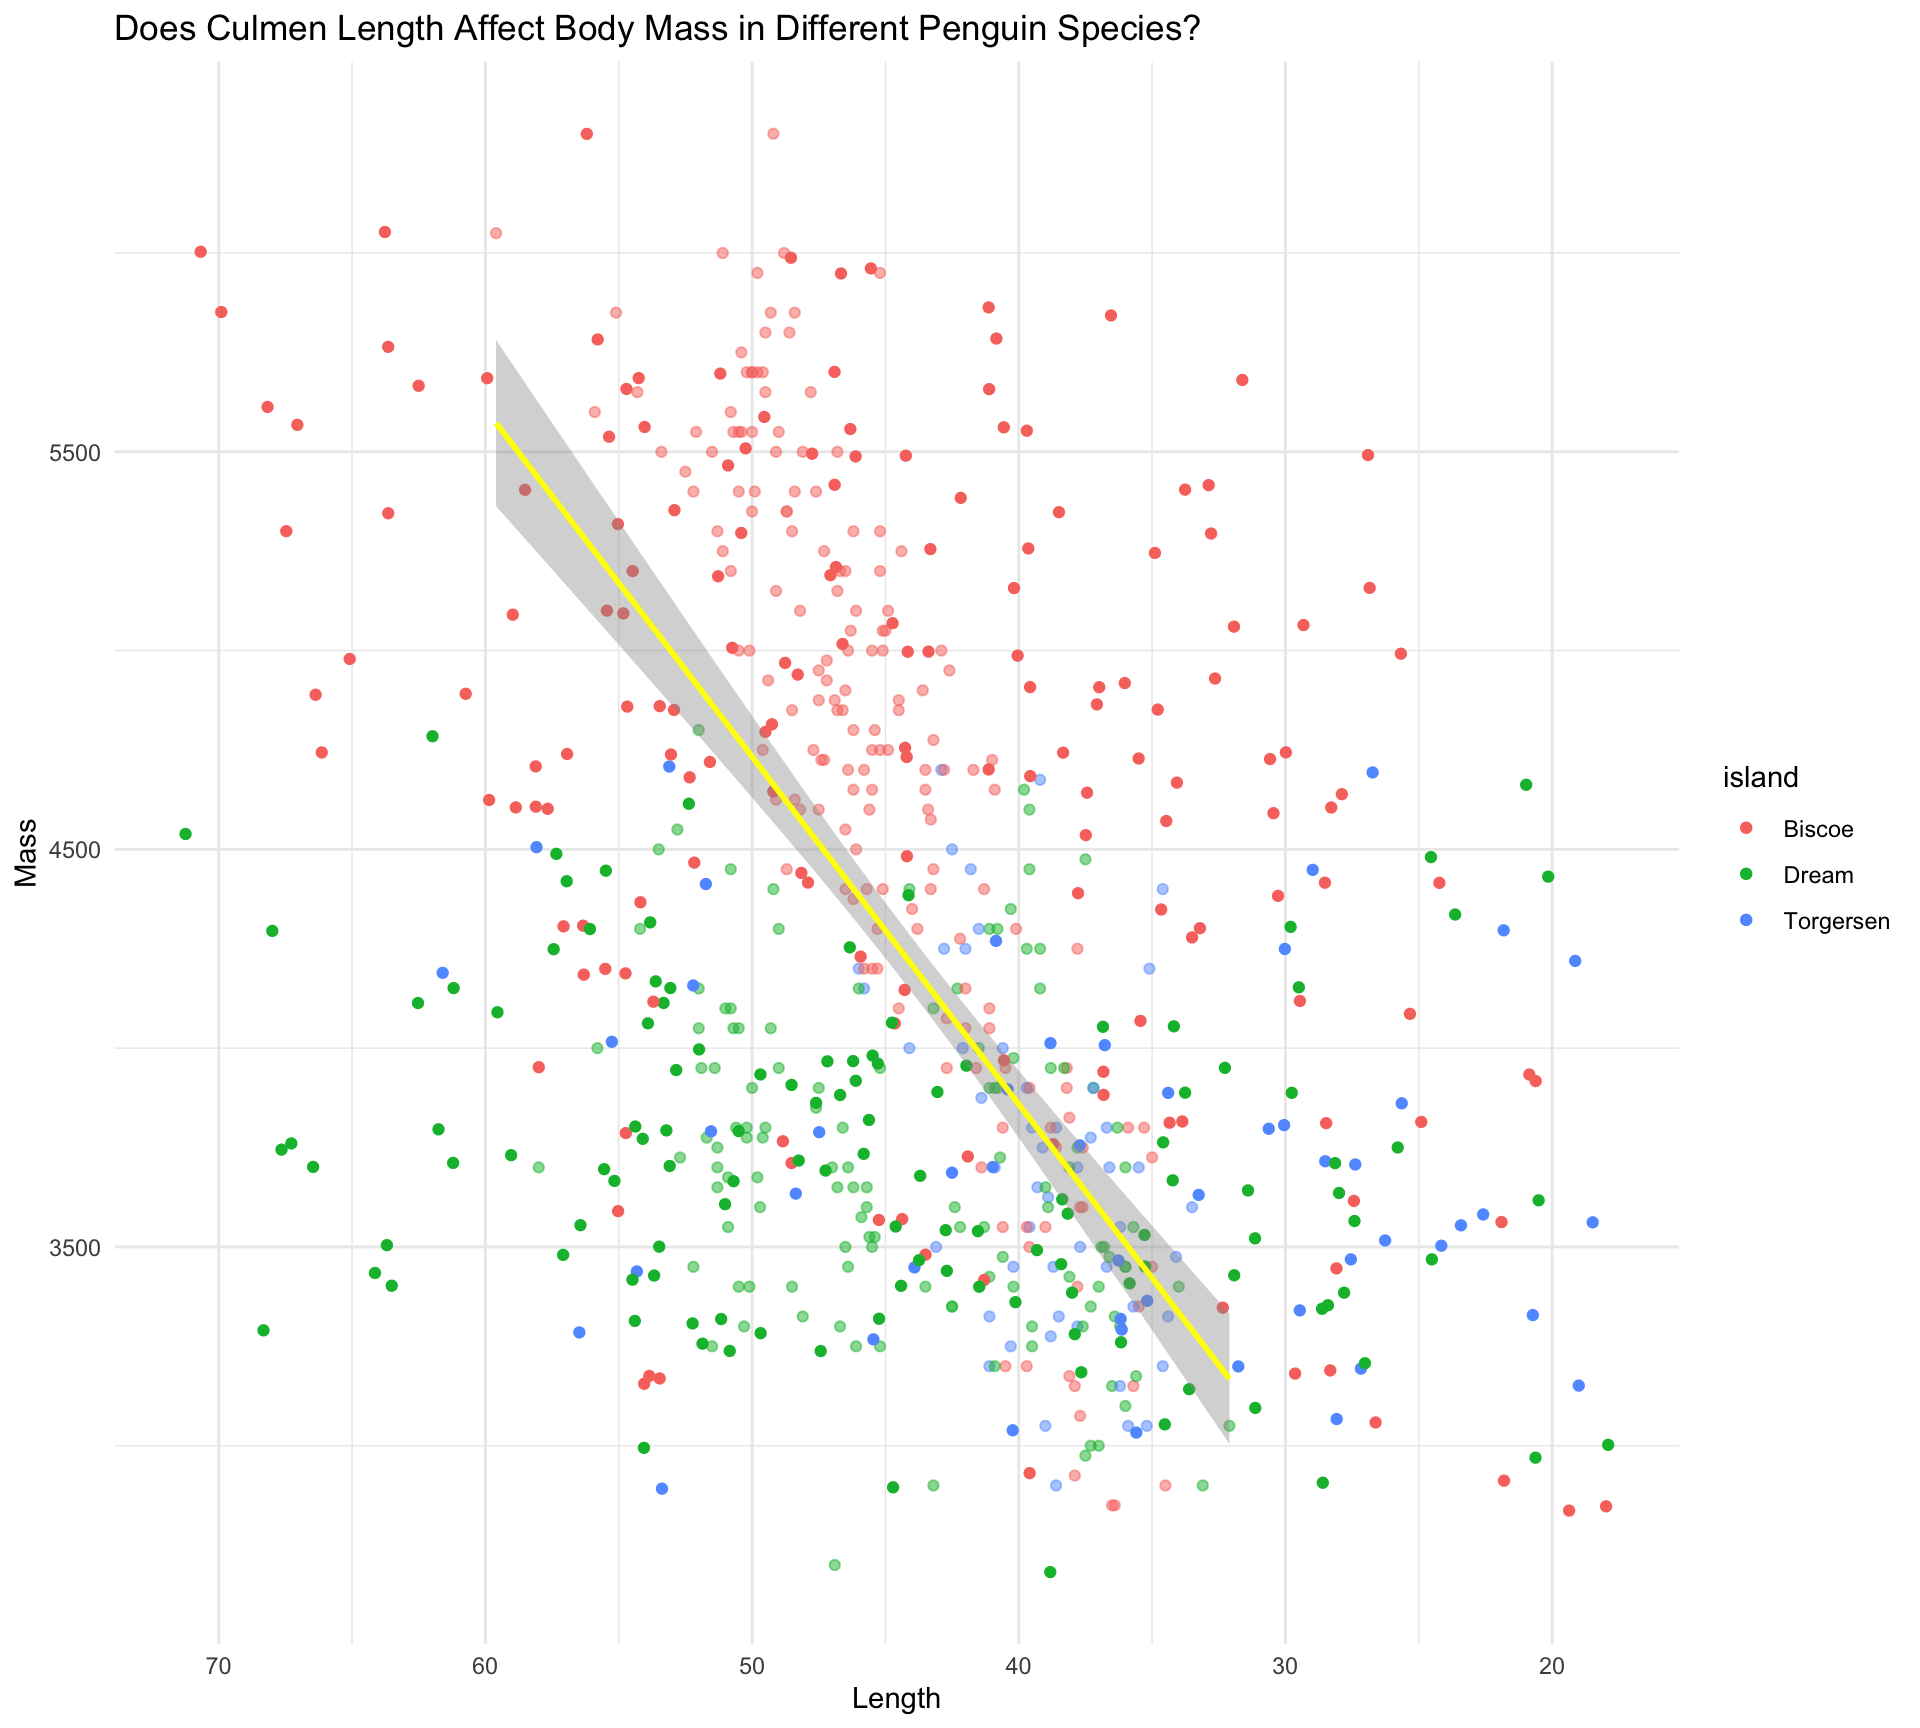 Does Culmen Length Affect Body Mass in Different Penguin Species?
Mass
5500
4500
3500
70 60 50 40 30 20
Length
island
Biscoe
Dream
Torgersen